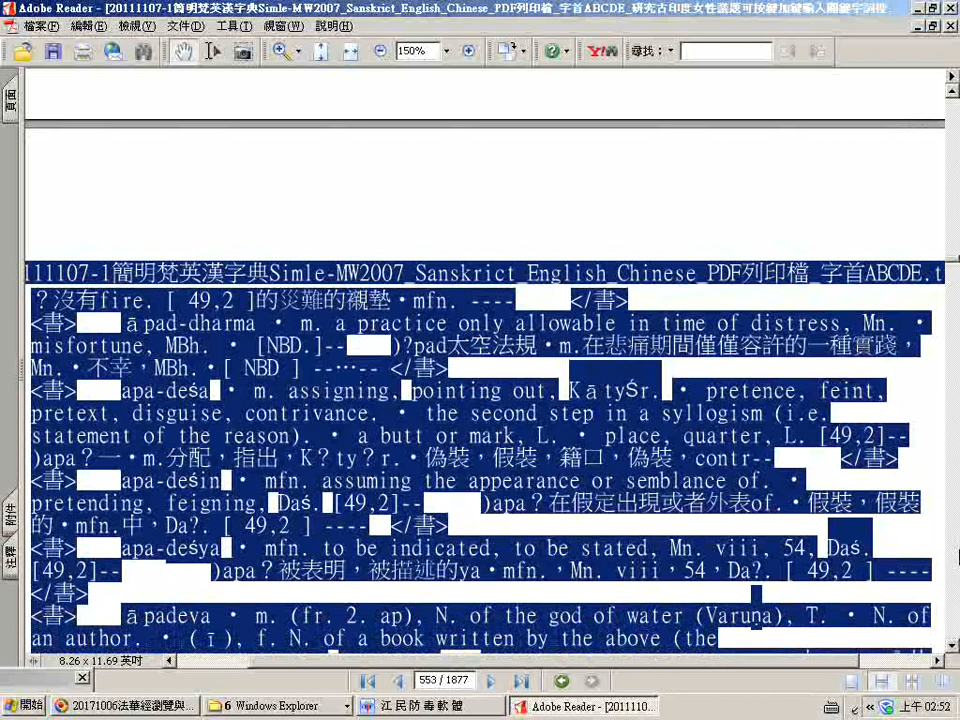 Adobe Reader - [20111107-1簡明梵英漢字典Simle-MW2007_Sanskrict_English_Chinese_PDF列印檔_字首ABCDE_研究古印度女性議題可按鍵加鍵輸入關鍵字詞搜
檔案(F) 編輯(E) 檢視(V) 文件(D) 工具(T) 視窗(W) 說明(H)
150% Y! 尋找：
頁面
111107-1簡明梵英漢字典Simle-MW2007_Sanskrict_English_Chinese_PDF列印檔_字首ABCDE.t
？沒有fire. [ 49,2 ]的災難的襯墊‧mfn. ---- </書>
<書> āpad-dharma ‧ m. a practice only allowable in time of distress, Mn. ‧
misfortune, MBh. ‧ [NBD.]-- )?pad太空法規‧m.在悲痛期間僅僅容許的一種實踐，
Mn.‧不幸，MBh.‧[ NBD ] --…-- </書>
<書> apa-deśa ‧ m. assigning, pointing out, KātyŚr. ‧ pretence, feint,
pretext, disguise, contrivance. ‧ the second step in a syllogism (i.e.
statement of the reason). ‧ a butt or mark, L. ‧ place, quarter, L. [49,2]--
)apa？一‧m.分配，指出，K？ty？r.‧偽裝，假裝，籍口，偽裝，contr-- </書>
<書> apa-deśin ‧ mfn. assuming the appearance or semblance of. ‧
pretending, feigning, Daś. [49,2]-- )apa？在假定出現或者外表of.‧假裝，假裝
的‧mfn.中，Da?. [ 49,2 ] ---- </書>
<書> apa-deśya ‧ mfn. to be indicated, to be stated, Mn. viii, 54, Daś.
[49,2]-- )apa？被表明，被描述的ya‧mfn.，Mn. viii，54，Da?. [ 49,2 ] ----
</書>
<書> āpadeva ‧ m. (fr. 2. ap), N. of the god of water (Varuṇa), T. ‧ N. of
an author. ‧ (ī), f. N. of a book written by the above (the
附件
注釋
8.26 x 11.69 英吋
553 / 1877
開始 20171006法華經瀏覽與... 6 Windows Explorer 江民防毒軟體 Adobe Reader - [2011110... 上午 02:52